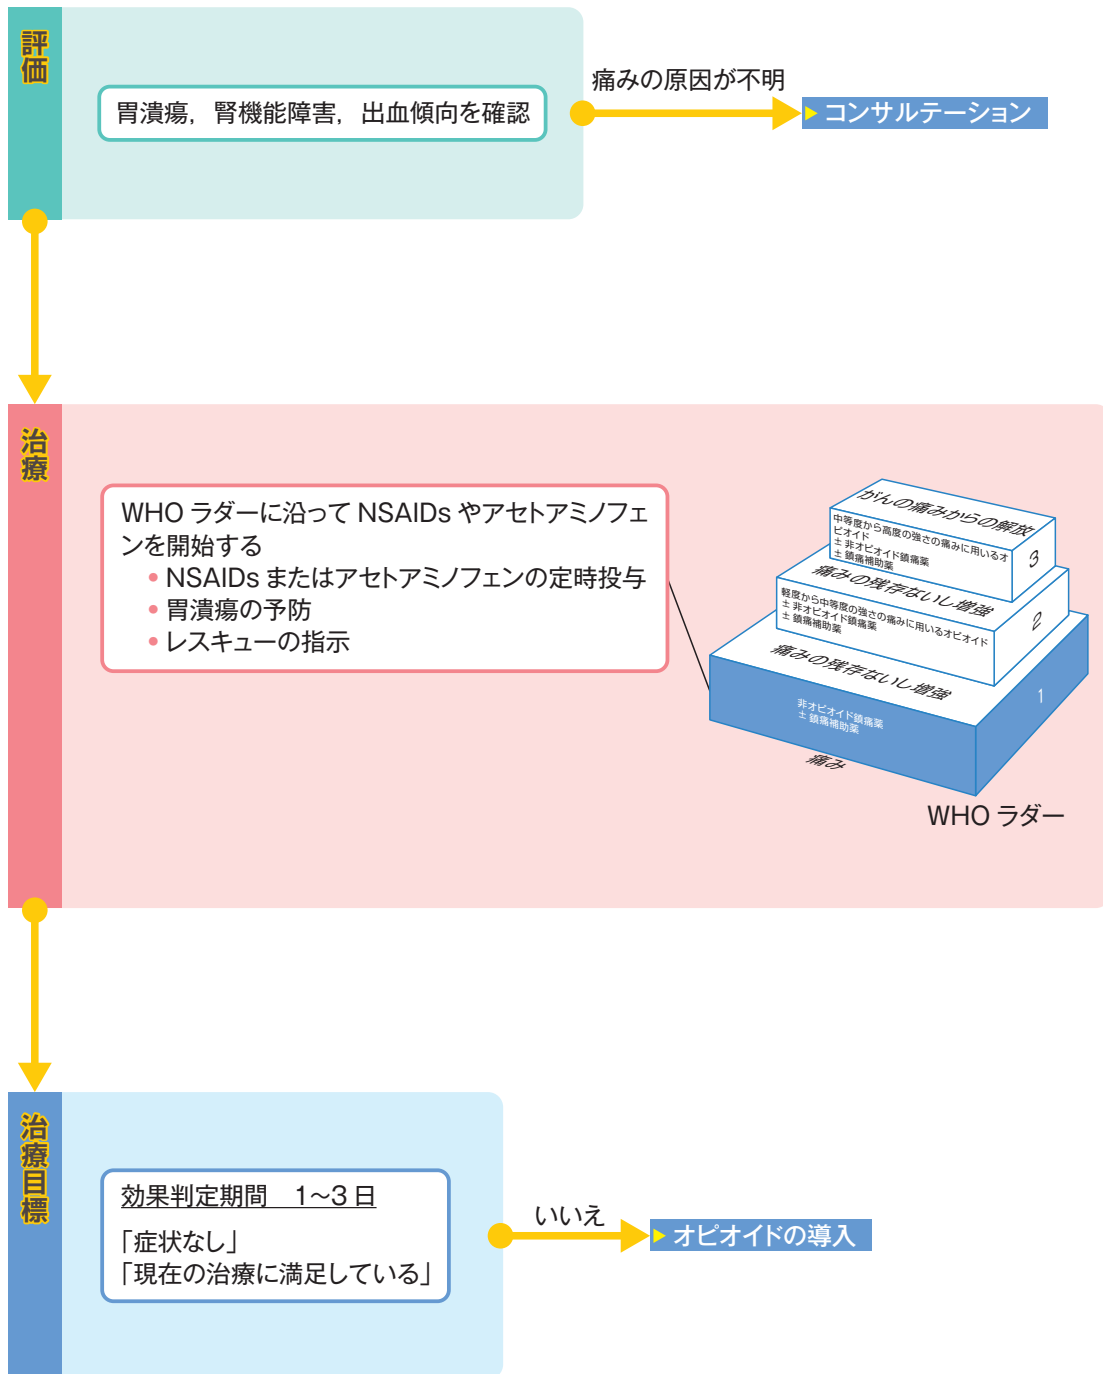 評価
胃潰瘍，腎機能障害，出血傾向を確認
痛みの原因が不明
コンサルテーション
治療
WHO ラダーに沿って NSAIDs やアセトアミノフェ
ンを開始する
• NSAIDs またはアセトアミノフェンの定時投与
• 胃潰瘍の予防
• レスキューの指示
がんの痛みからの解放
中等度から高度の強さの痛みに用いるオ
ピオイド
± 非オピオイド鎮痛薬
± 鎮痛補助薬
3
痛みの残存ないし増強
軽度から中等度の強さの痛みに用いるオピオイド
± 非オピオイド鎮痛薬
± 鎮痛補助薬
2
痛みの残存ないし増強
非オピオイド鎮痛薬
± 鎮痛補助薬
1
痛み
WHO ラダー
治療目標
効果判定期間　1〜3 日
「症状なし」
「現在の治療に満足している」
いいえ
オピオイドの導入